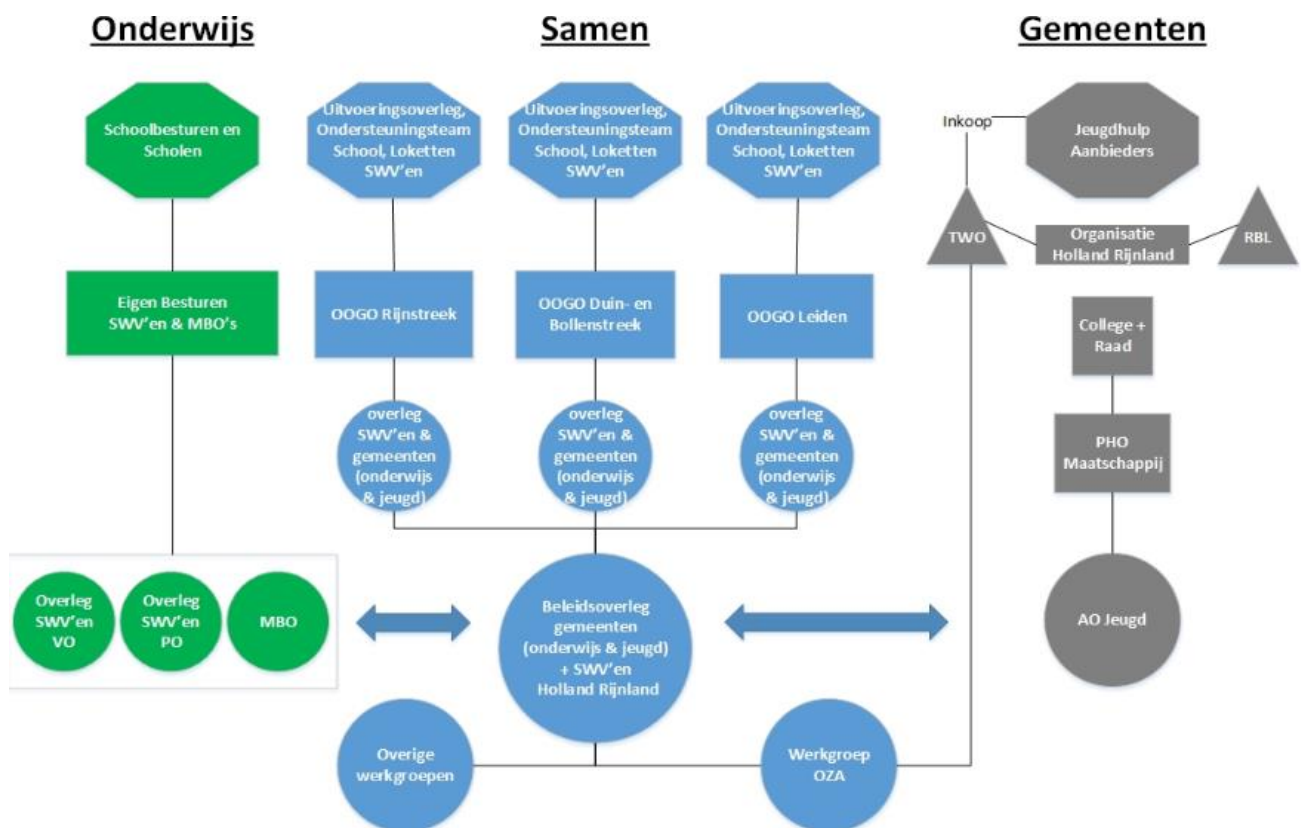 Onderwijs
Samen
Gemeenten
Schoolbesturen en
Scholen
Eigen Besturen
SWV'en & MBO's
Overleg
SWV'en
VO
Overleg
SWV'en
PO
MBO
Uitvoeringsoverleg,
Ondersteuningsteam
School, Loketten
SWV'en
Uitvoeringsoverleg,
Ondersteuningsteam
School, Loketten
SWV'en
Uitvoeringsoverleg,
Ondersteuningsteam
School, Loketten
SWV'en
OOGO Rijnstreek
OOGO Duin- en
Bollenstreek
OOGO Leiden
overleg
SWV'en &
gemeenten
(onderwijs
& jeugd)
overleg
SWV'en &
gemeenten
(onderwijs
& jeugd)
overleg
SWV'en &
gemeenten
(onderwijs
& jeugd)
Beleidsoverleg
gemeenten
(onderwijs & jeugd)
+ SWV'en
Holland Rijnland
Overige
werkgroepen
Werkgroep
OZA
Inkoop
Jeugdhulp
Aanbieders
TWO
Organisatie
Holland Rijnland
RBL
College +
Raad
PHO
Maatschappij
AO Jeugd